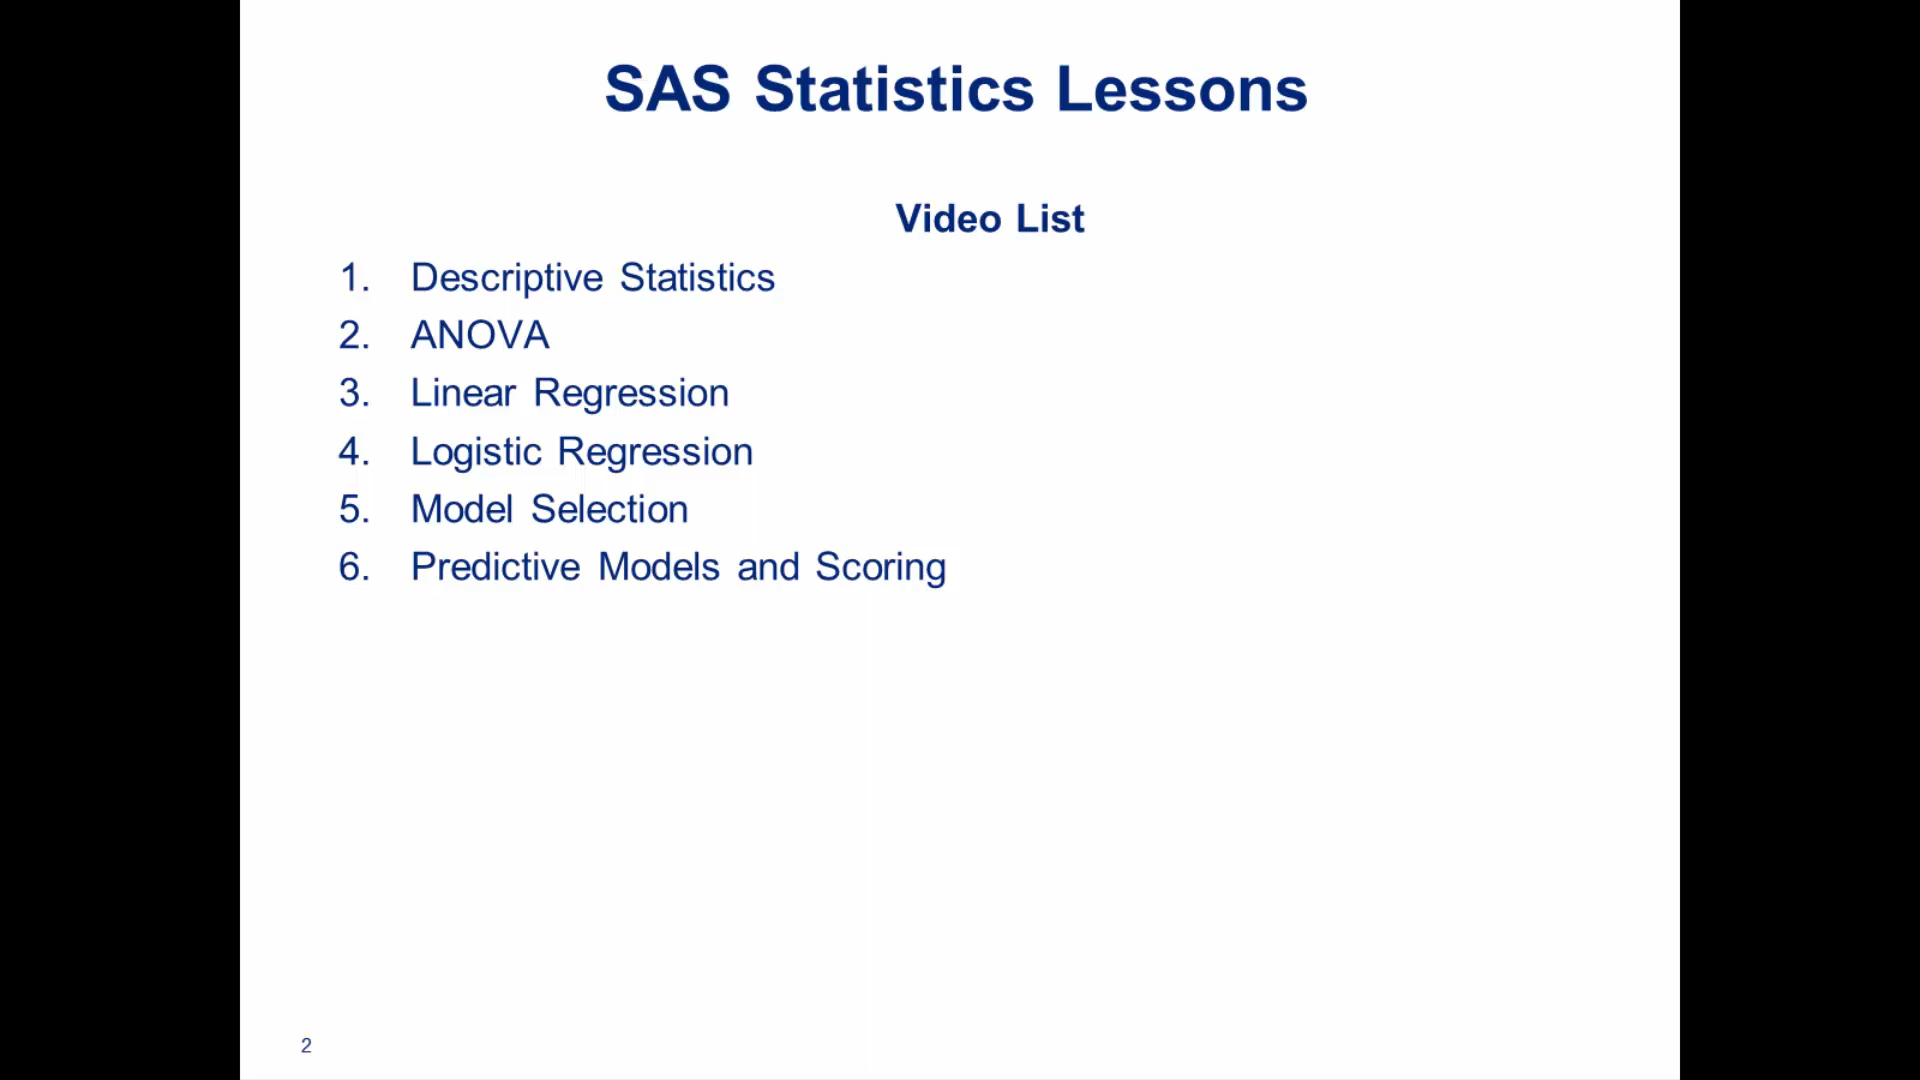 SAS Statistics Lessons
Video List
1. Descriptive Statistics
2. ANOVA
3. Linear Regression
4. Logistic Regression
5. Model Selection
6. Predictive Models and Scoring
2